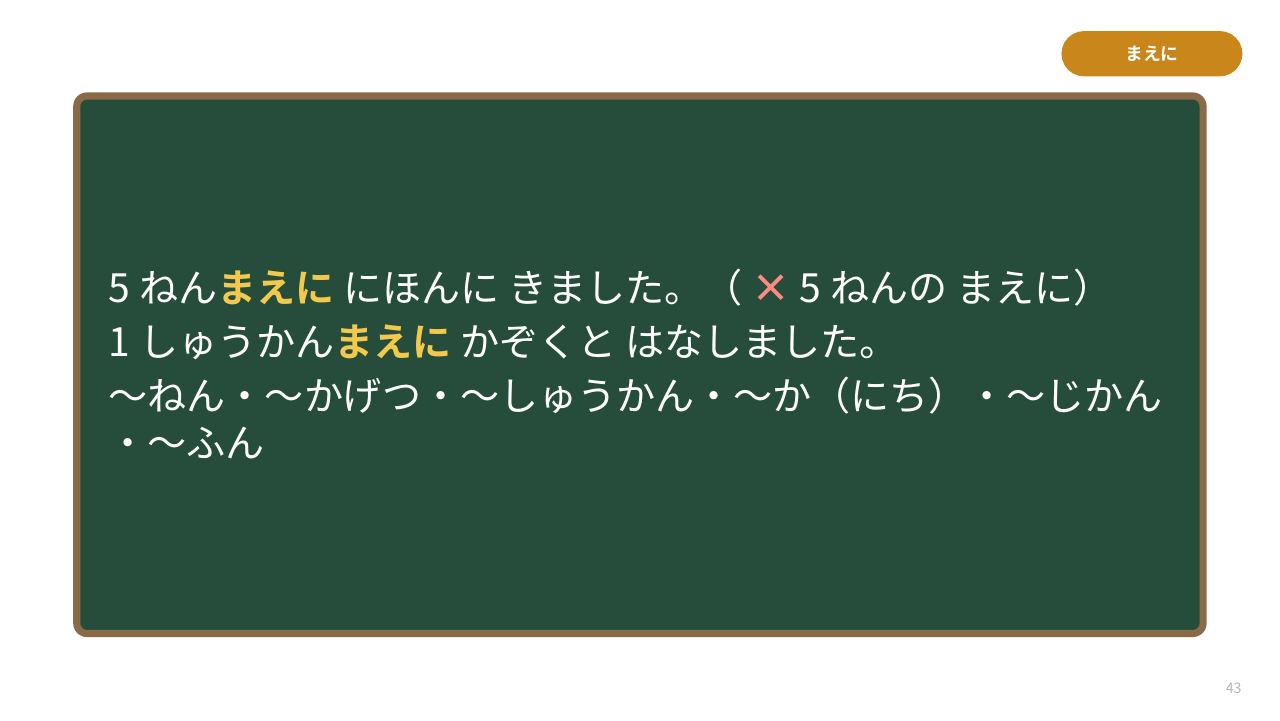 まえに
5 ねんまえに にほんに きました。（ × 5 ねんの まえに）
1 しゅうかんまえに かぞくと はなしました。
～ねん・～かげつ・～しゅうかん・～か（にち）・～じかん
・～ふん
43